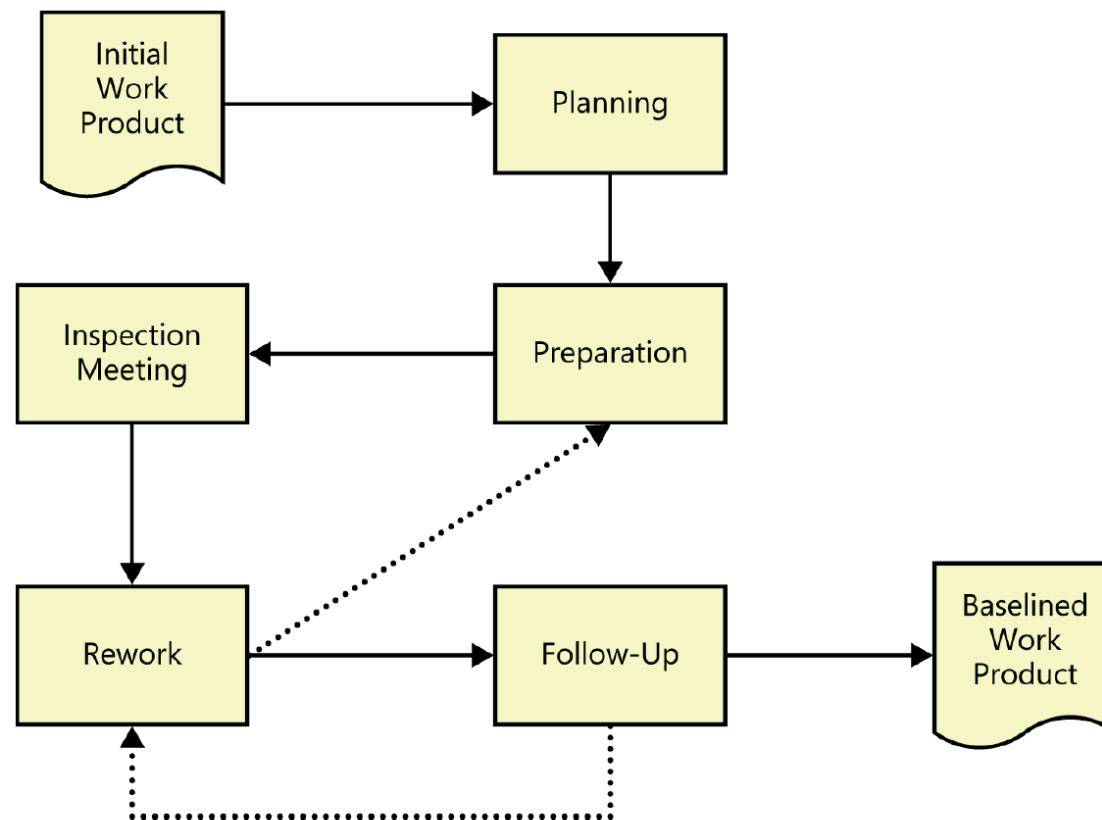 Initial
Work
Product
Planning
Inspection
Meeting
Preparation
Rework
Follow-Up
Baselined
Work
Product